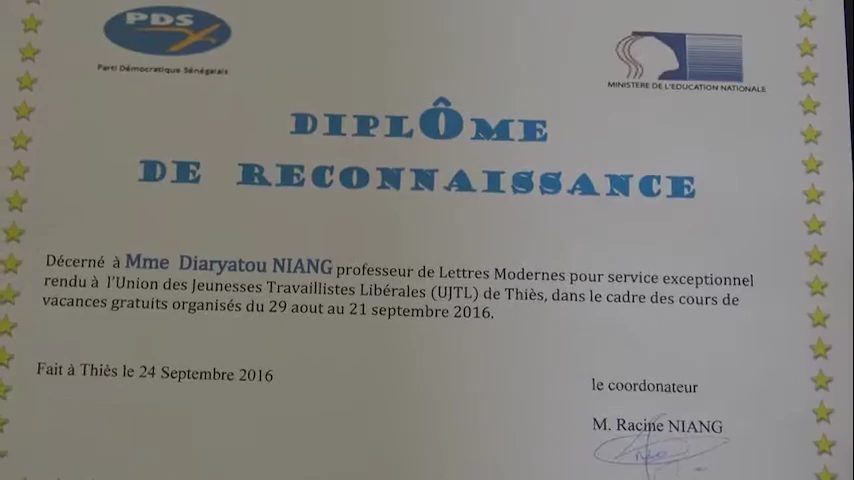 PDS
Parti Démocratique Sénégalais
MINISTERE DE L'EDUCATION NATIONALE
DIPLÔME
DE RECONNAISSANCE
Décerné à Mme Diaryatou NIANG professeur de Lettres Modernes pour service exceptionnel
rendu à l'Union des Jeunesses Travaillistes Libérales (UJTL) de Thiès, dans le cadre des cours de
vacances gratuits organisés du 29 aout au 21 septembre 2016.
Fait à Thiès le 24 Septembre 2016
le coordonateur
M. Racine NIANG